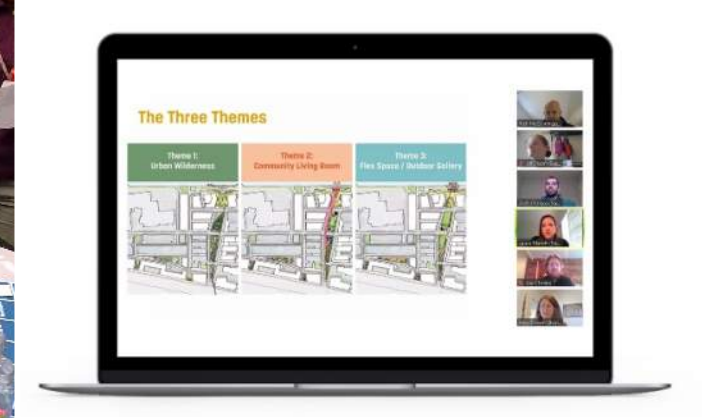 The Three Themes
Theme 1:
Urban Wilderness
Theme 2:
Community Living Room
Theme 3:
Flex Space / Outdoor Gallery